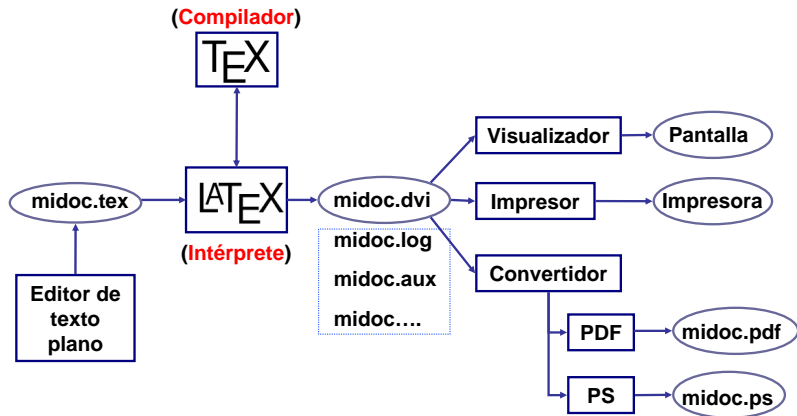 (Compilador)
TEX
Visualizador
Pantalla
midoc.tex
LATEX
midoc.dvi
Impresor
Impresora
(Intérprete)
midoc.log
midoc.aux
midoc….
Convertidor
Editor de
texto
plano
PDF
midoc.pdf
PS
midoc.ps